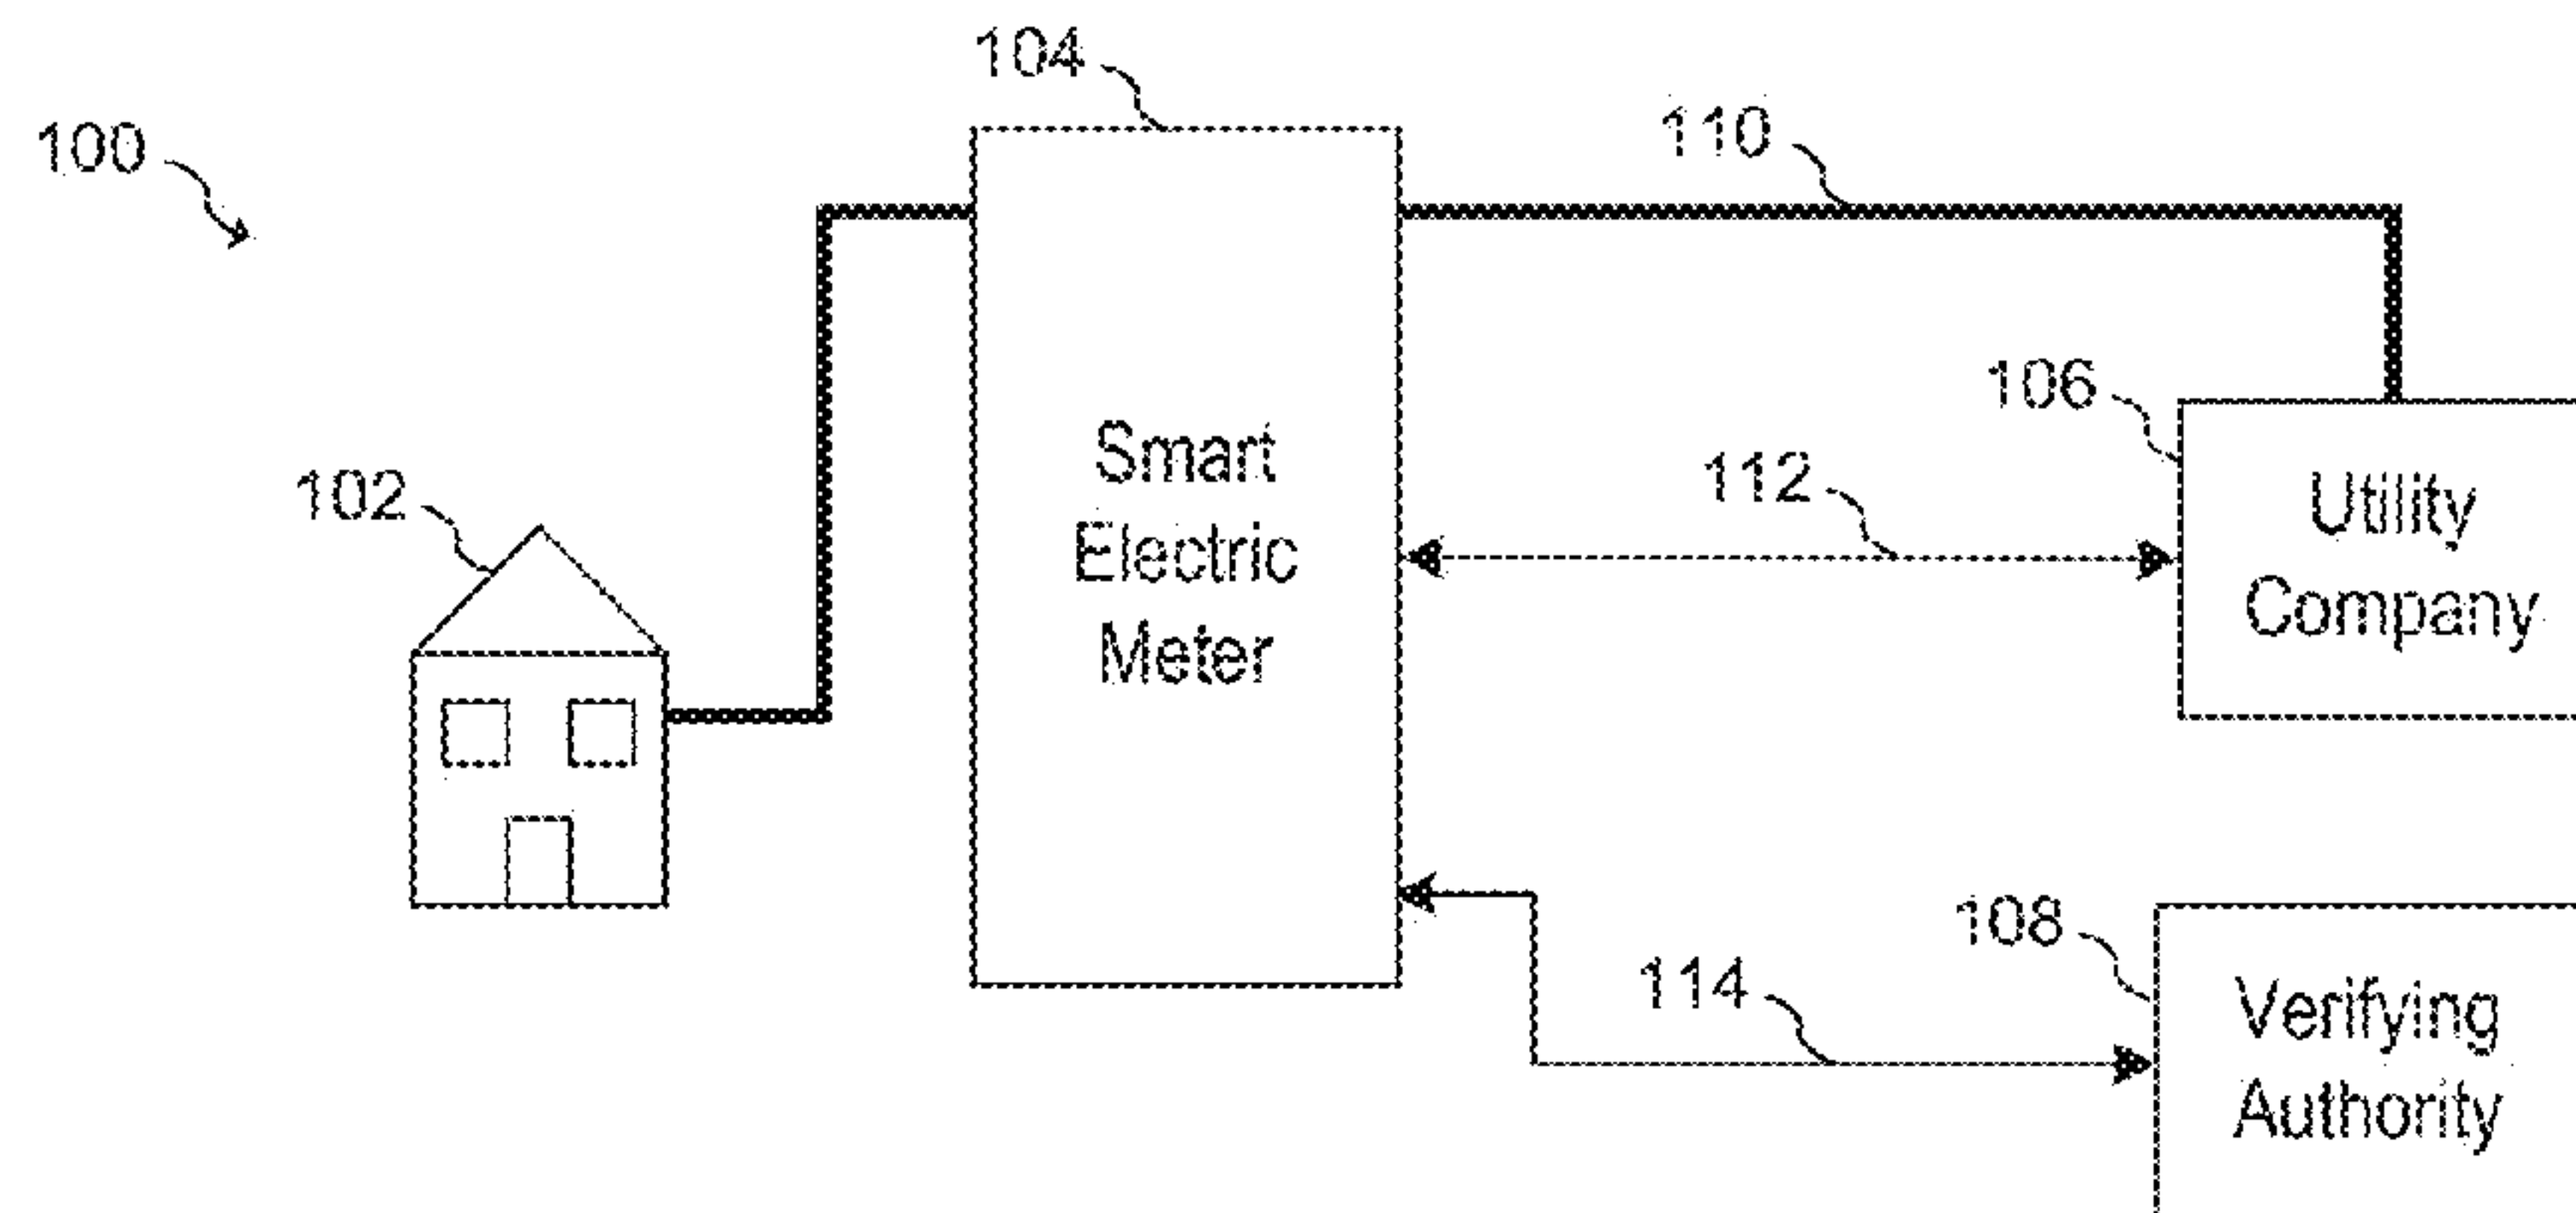 104
110
100
106
112
102
Smart
Electric
Meter
Utility
Company
108
114
Verifying
Authority